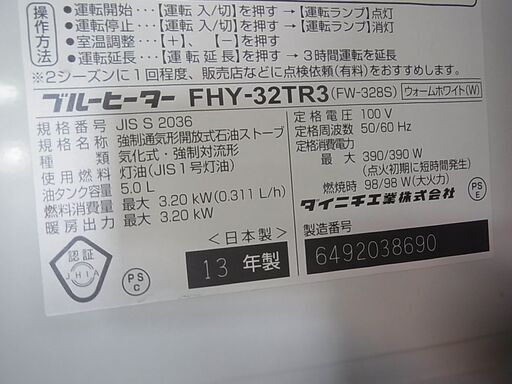 操作方法
●運転開始…【運転 入/切】を押す→【運転ランプ】点灯
●運転停止…【運転 入/切】を押す→【運転ランプ】消灯
●室温調整…【＋】、【－】を押す
●運転延長…【運転延長】を押す→3時間運転を延長
※2シーズンに1回程度、販売店などに点検依頼(有料)をおすすめします
ブルーヒーター FHY-32TR3(FW-328S) ウォームホワイト(W)
規格番号 JIS S 2036
規格名称 強制通気形開放式石油ストーブ
種類 気化式・強制対流形
使用燃料 灯油(JIS1号灯油)
油タンク容量 5.0 L
燃料消費量 最大 3.20 kW(0.311 L/h)
暖房出力 最大 3.20 kW
定格電圧 100 V
定格周波数 50/60 Hz
定格消費電力
最大 390/390 W
(点火初期に短時間発生)
燃焼時 98/98 W(大火力)
ダイニチ工業株式会社
PS E
<日本製>
13 年製
製造番号
6492038690
認証
JHIA
PS C